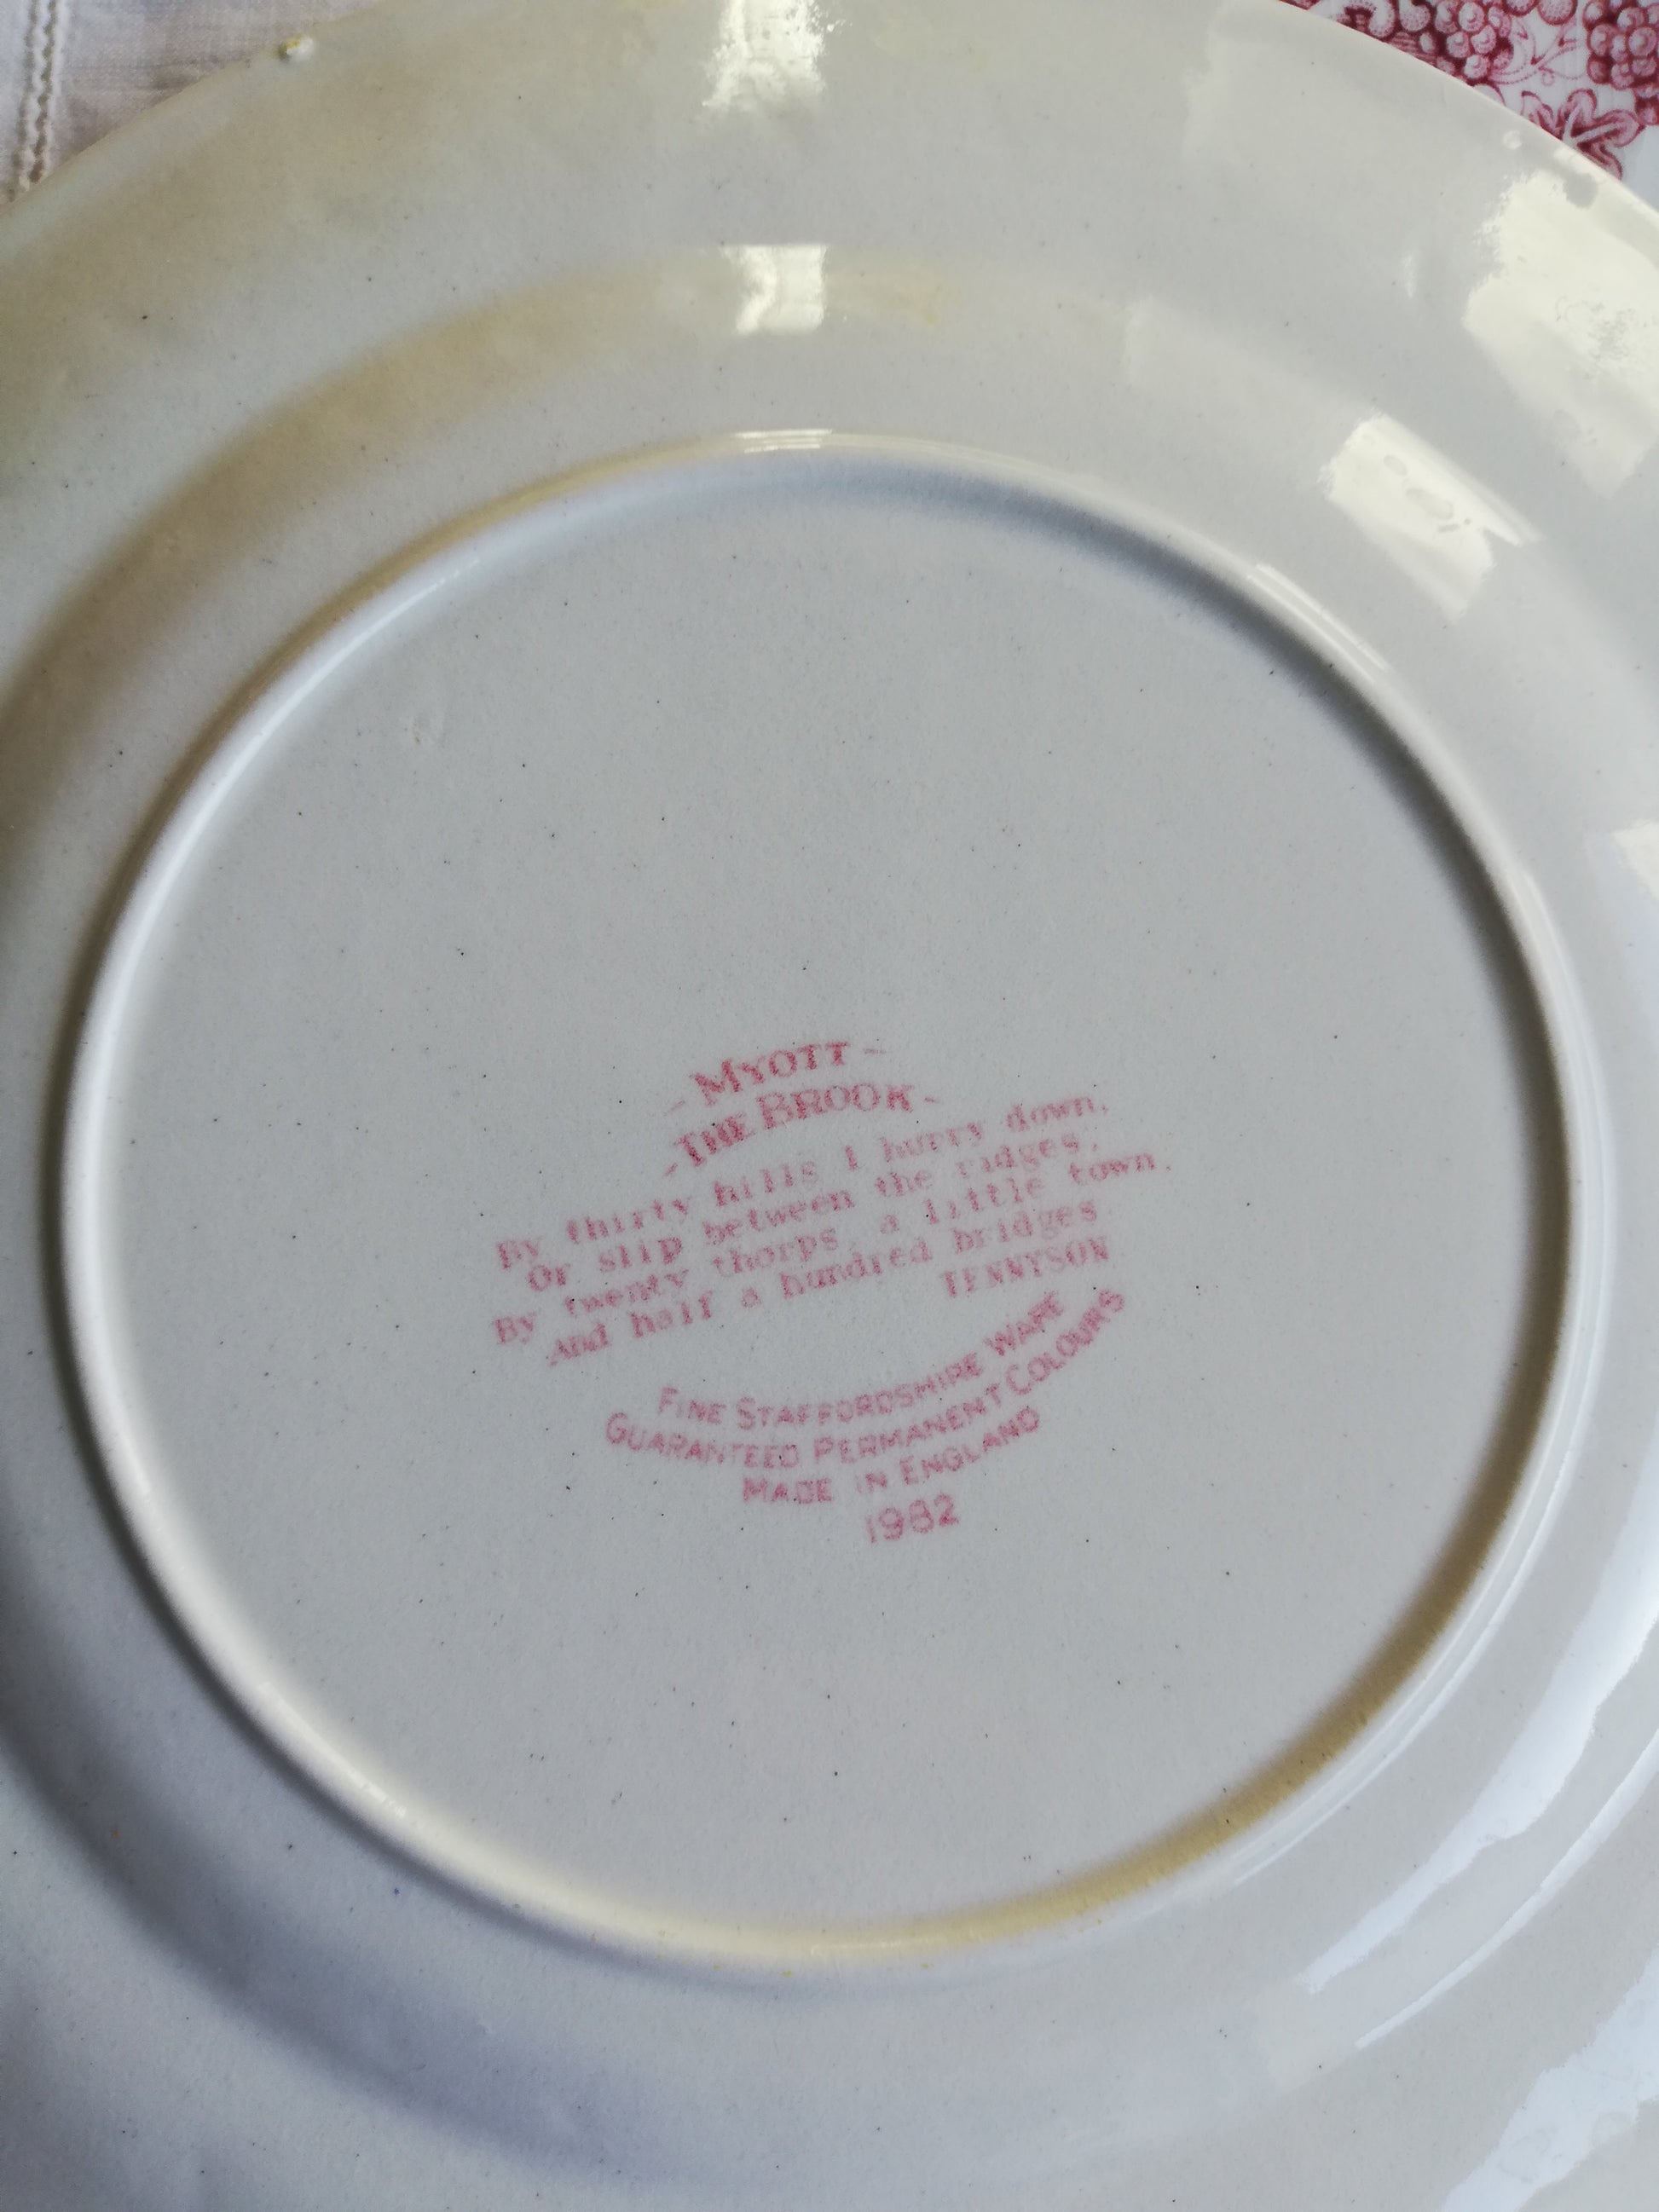 - MYOTT -
- THE BROOK -
By thirty hills I hurry down,
Or slip between the ridges,
By twenty thorps, a little town,
And half a hundred bridges
TENNYSON
FINE STAFFORDSHIRE WARE
GUARANTEED PERMANENT COLOURS
MADE IN ENGLAND
1982